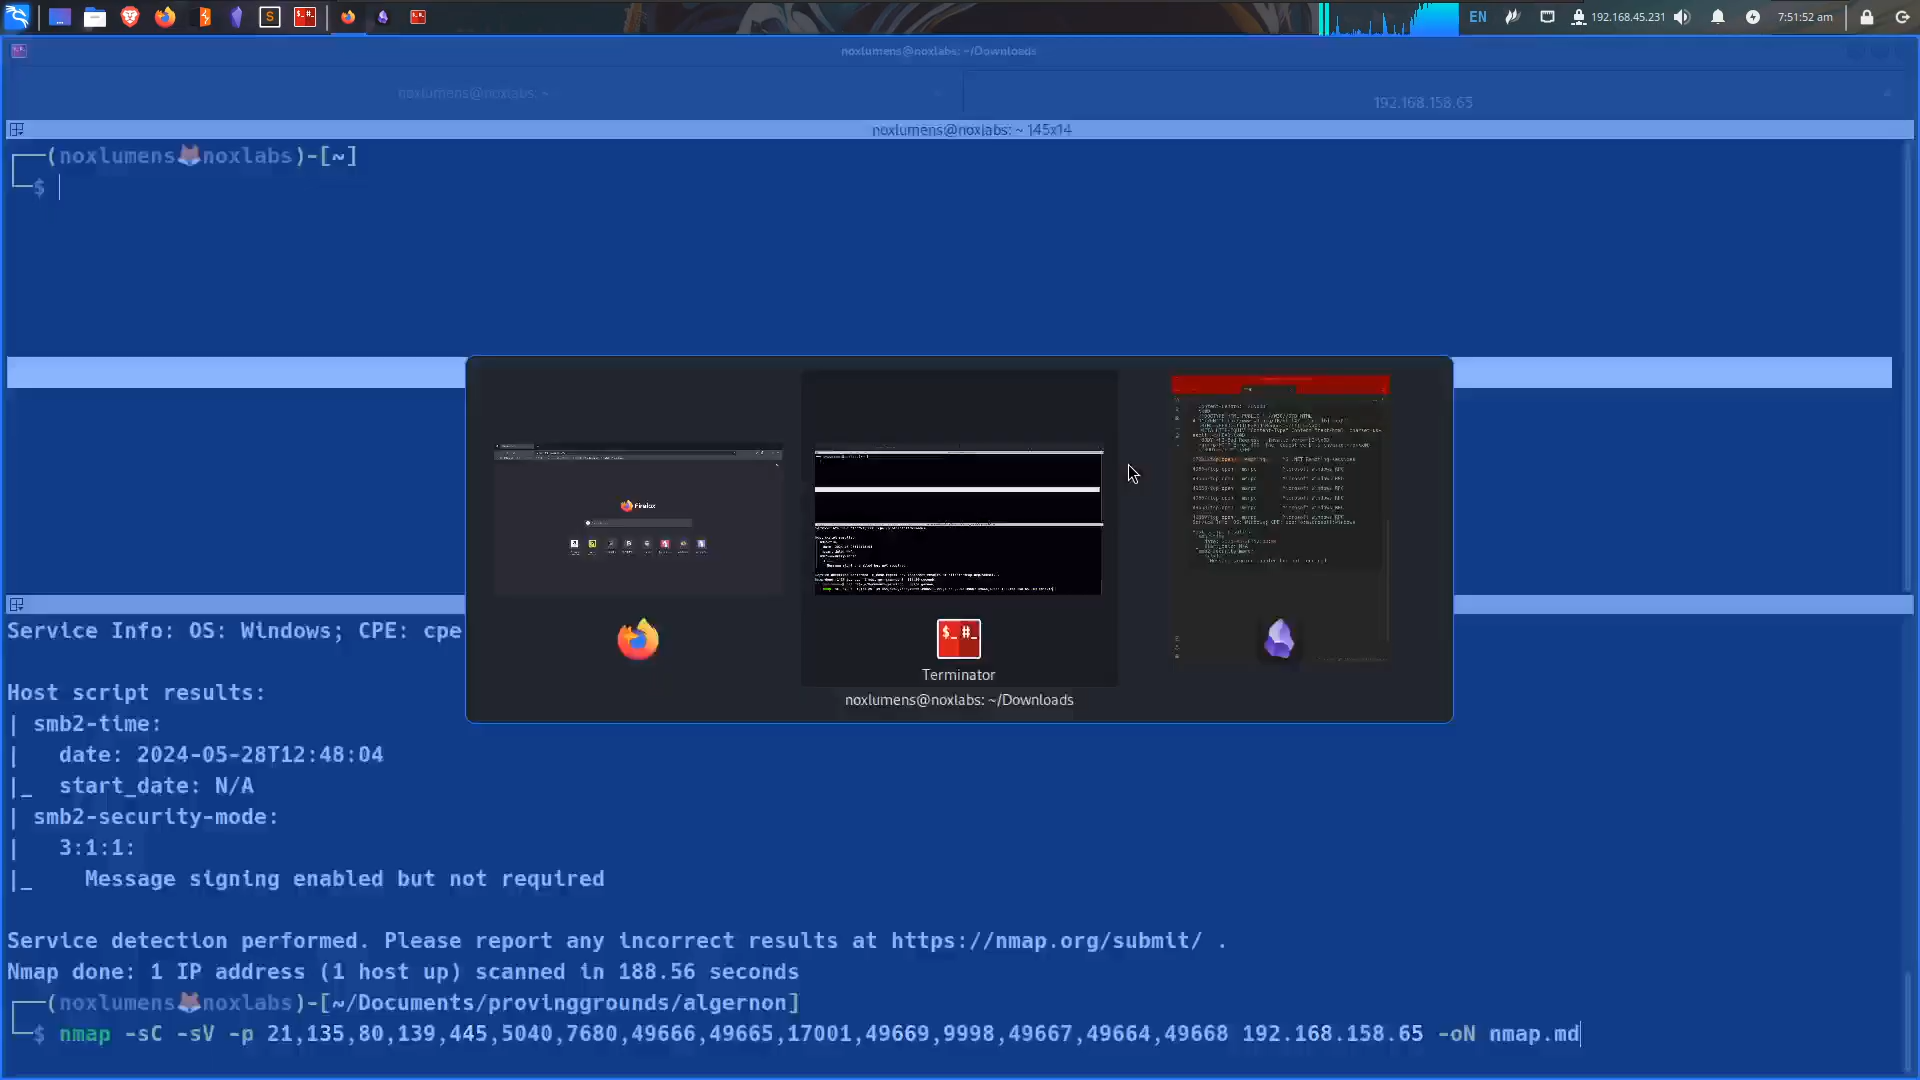 EN
192.168.45.231
7:51:52 am
noxlumens@noxlabs: ~/Downloads
noxlumens@noxlabs: ~
192.168.158.65
noxlumens@noxlabs: ~ 145x14
(noxlumens🦊noxlabs)-[~]
$
Firefox
Terminator
noxlumens@noxlabs: ~/Downloads
Service Info: OS: Windows; CPE: cpe
Host script results:
| smb2-time:
|   date: 2024-05-28T12:48:04
|_  start_date: N/A
| smb2-security-mode:
|   3:1:1:
|_    Message signing enabled but not required
Service detection performed. Please report any incorrect results at https://nmap.org/submit/ .
Nmap done: 1 IP address (1 host up) scanned in 188.56 seconds
(noxlumens🦊noxlabs)-[~/Documents/provinggrounds/algernon]
$ nmap -sC -sV -p 21,135,80,139,445,5040,7680,49666,49665,17001,49669,9998,49667,49664,49668 192.168.158.65 -oN nmap.md